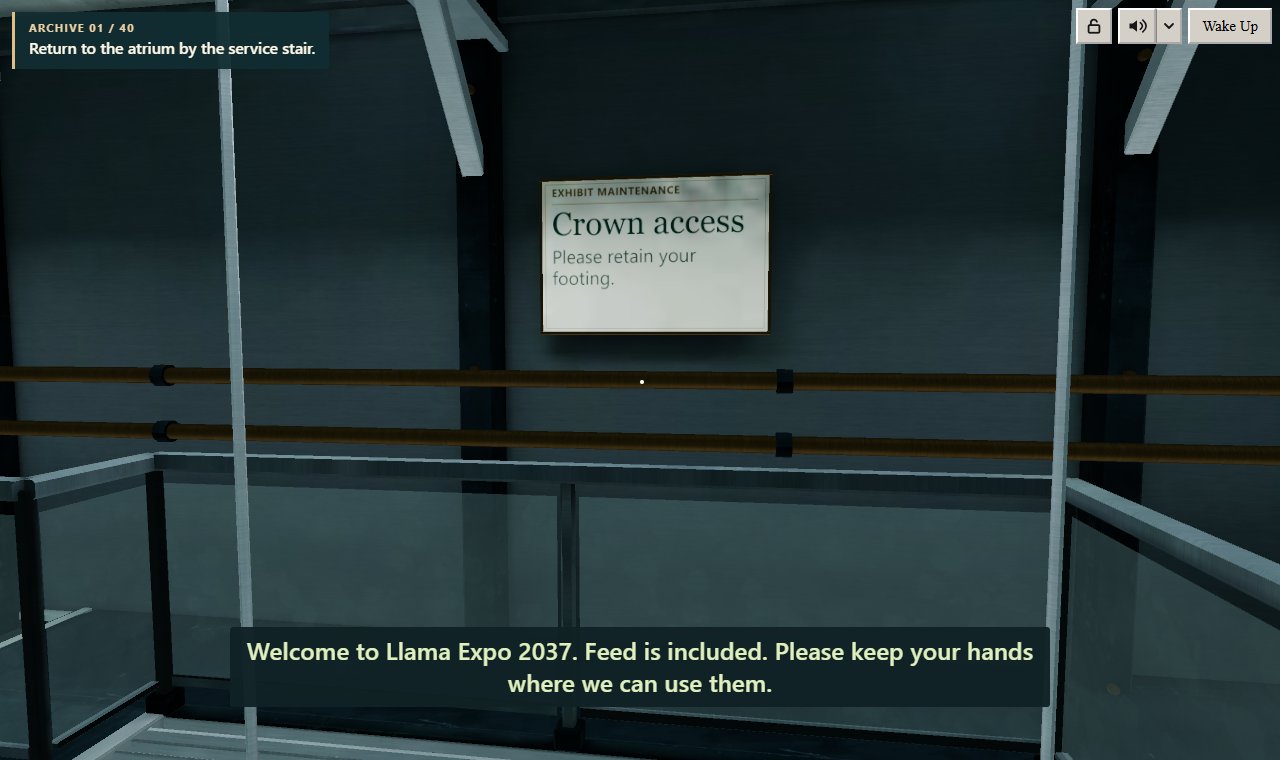 ARCHIVE 01 / 40
Return to the atrium by the service stair.
Wake Up
EXHIBIT MAINTENANCE
Crown access
Please retain your
footing.
Welcome to Llama Expo 2037. Feed is included. Please keep your hands
where we can use them.